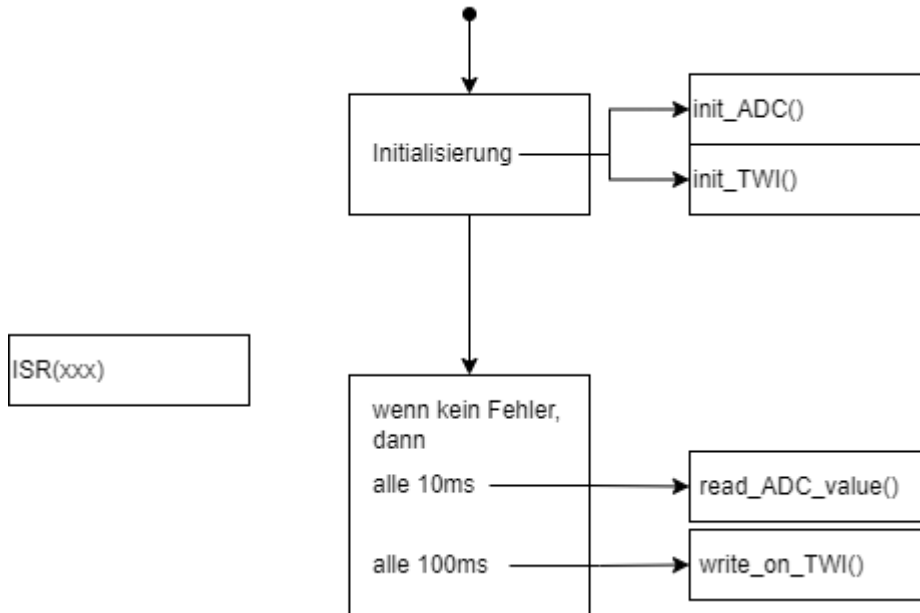 init_ADC()
Initialisierung
init_TWI()
ISR(xxx)
wenn kein Fehler,
dann
alle 10ms
read_ADC_value()
alle 100ms
write_on_TWI()